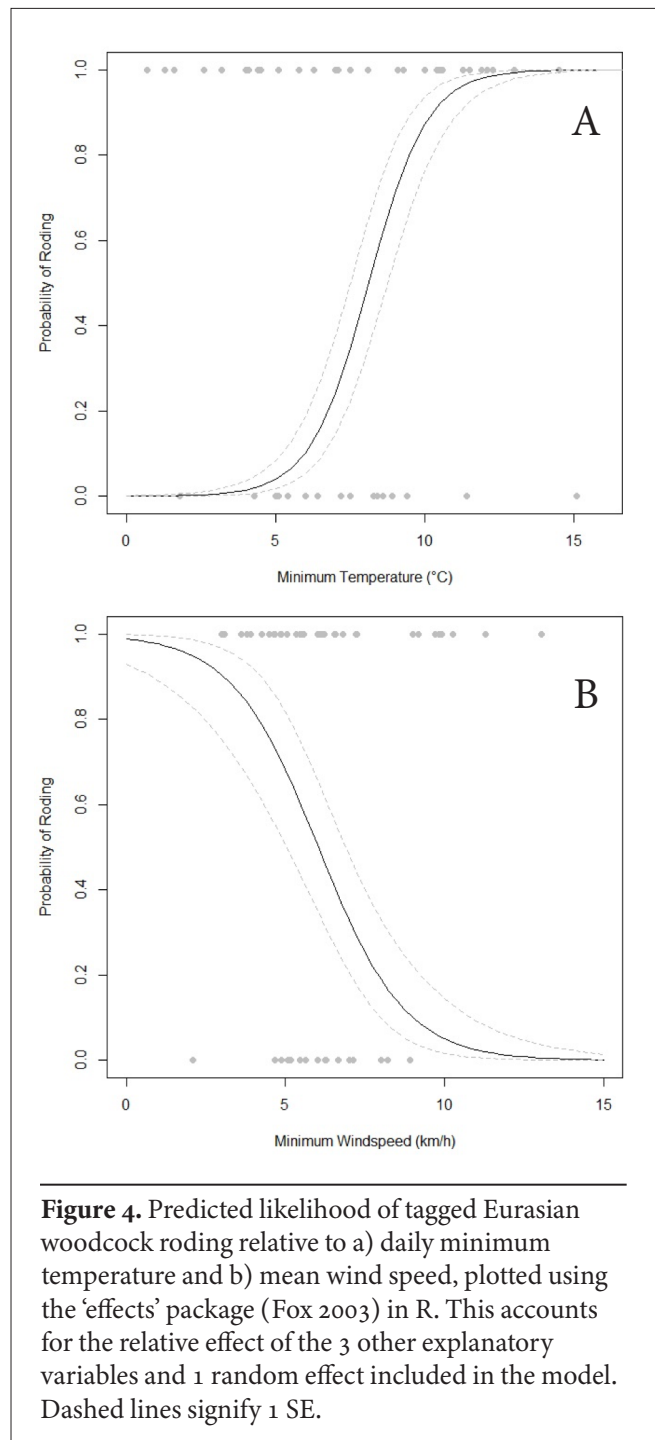 1.0
0.8
0.6
0.4
0.2
0.0
Probability of Roding
A
0 5 10 15
Minimum Temperature (°C)
1.0
0.8
0.6
0.4
0.2
0.0
Probability of Roding
B
0 5 10 15
Minimum Windspeed (km/h)
Figure 4. Predicted likelihood of tagged Eurasian
woodcock roding relative to a) daily minimum
temperature and b) mean wind speed, plotted using
the ‘effects’ package (Fox 2003) in R. This accounts
for the relative effect of the 3 other explanatory
variables and 1 random effect included in the model.
Dashed lines signify 1 SE.